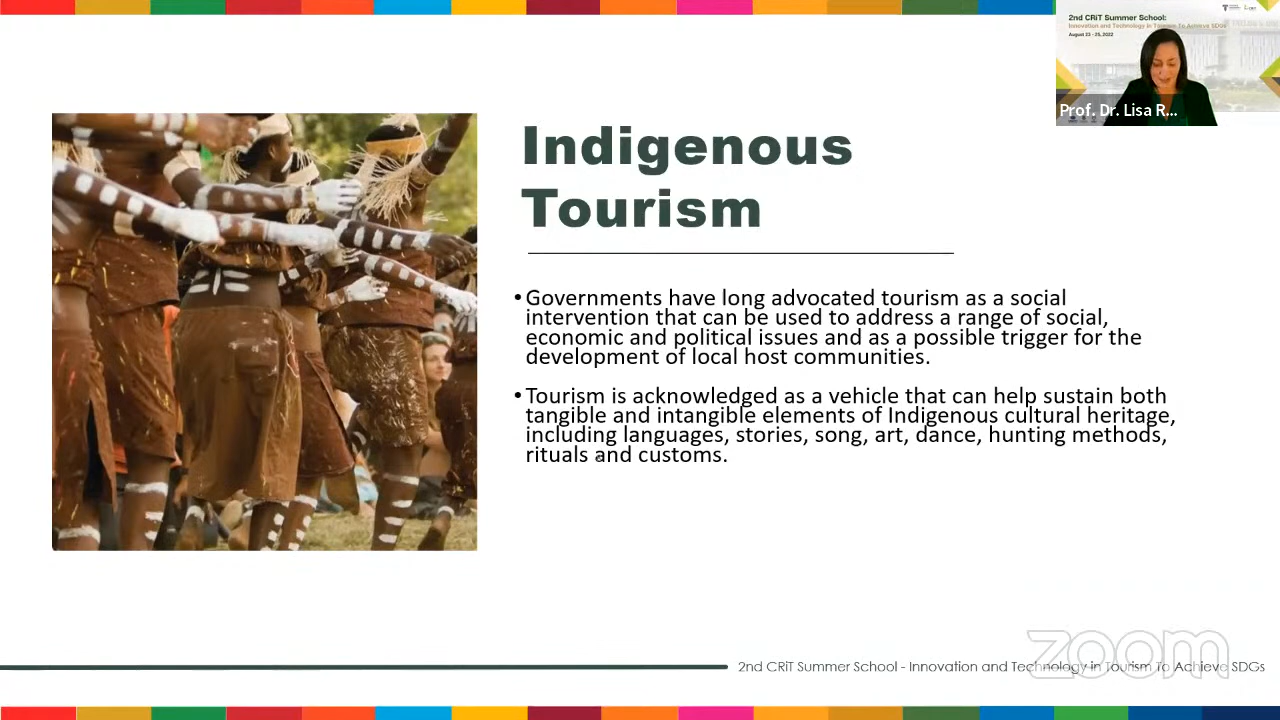 2nd CRiT Summer School:
Innovation and Technology in Tourism To Achieve SDGs
August 23 - 25, 2022
Prof. Dr. Lisa R...
Indigenous
Tourism
•Governments have long advocated tourism as a social
intervention that can be used to address a range of social,
economic and political issues and as a possible trigger for the
development of local host communities.
•Tourism is acknowledged as a vehicle that can help sustain both
tangible and intangible elements of Indigenous cultural heritage,
including languages, stories, song, art, dance, hunting methods,
rituals and customs.
zoom
2nd CRiT Summer School - Innovation and Technology in Tourism To Achieve SDGs